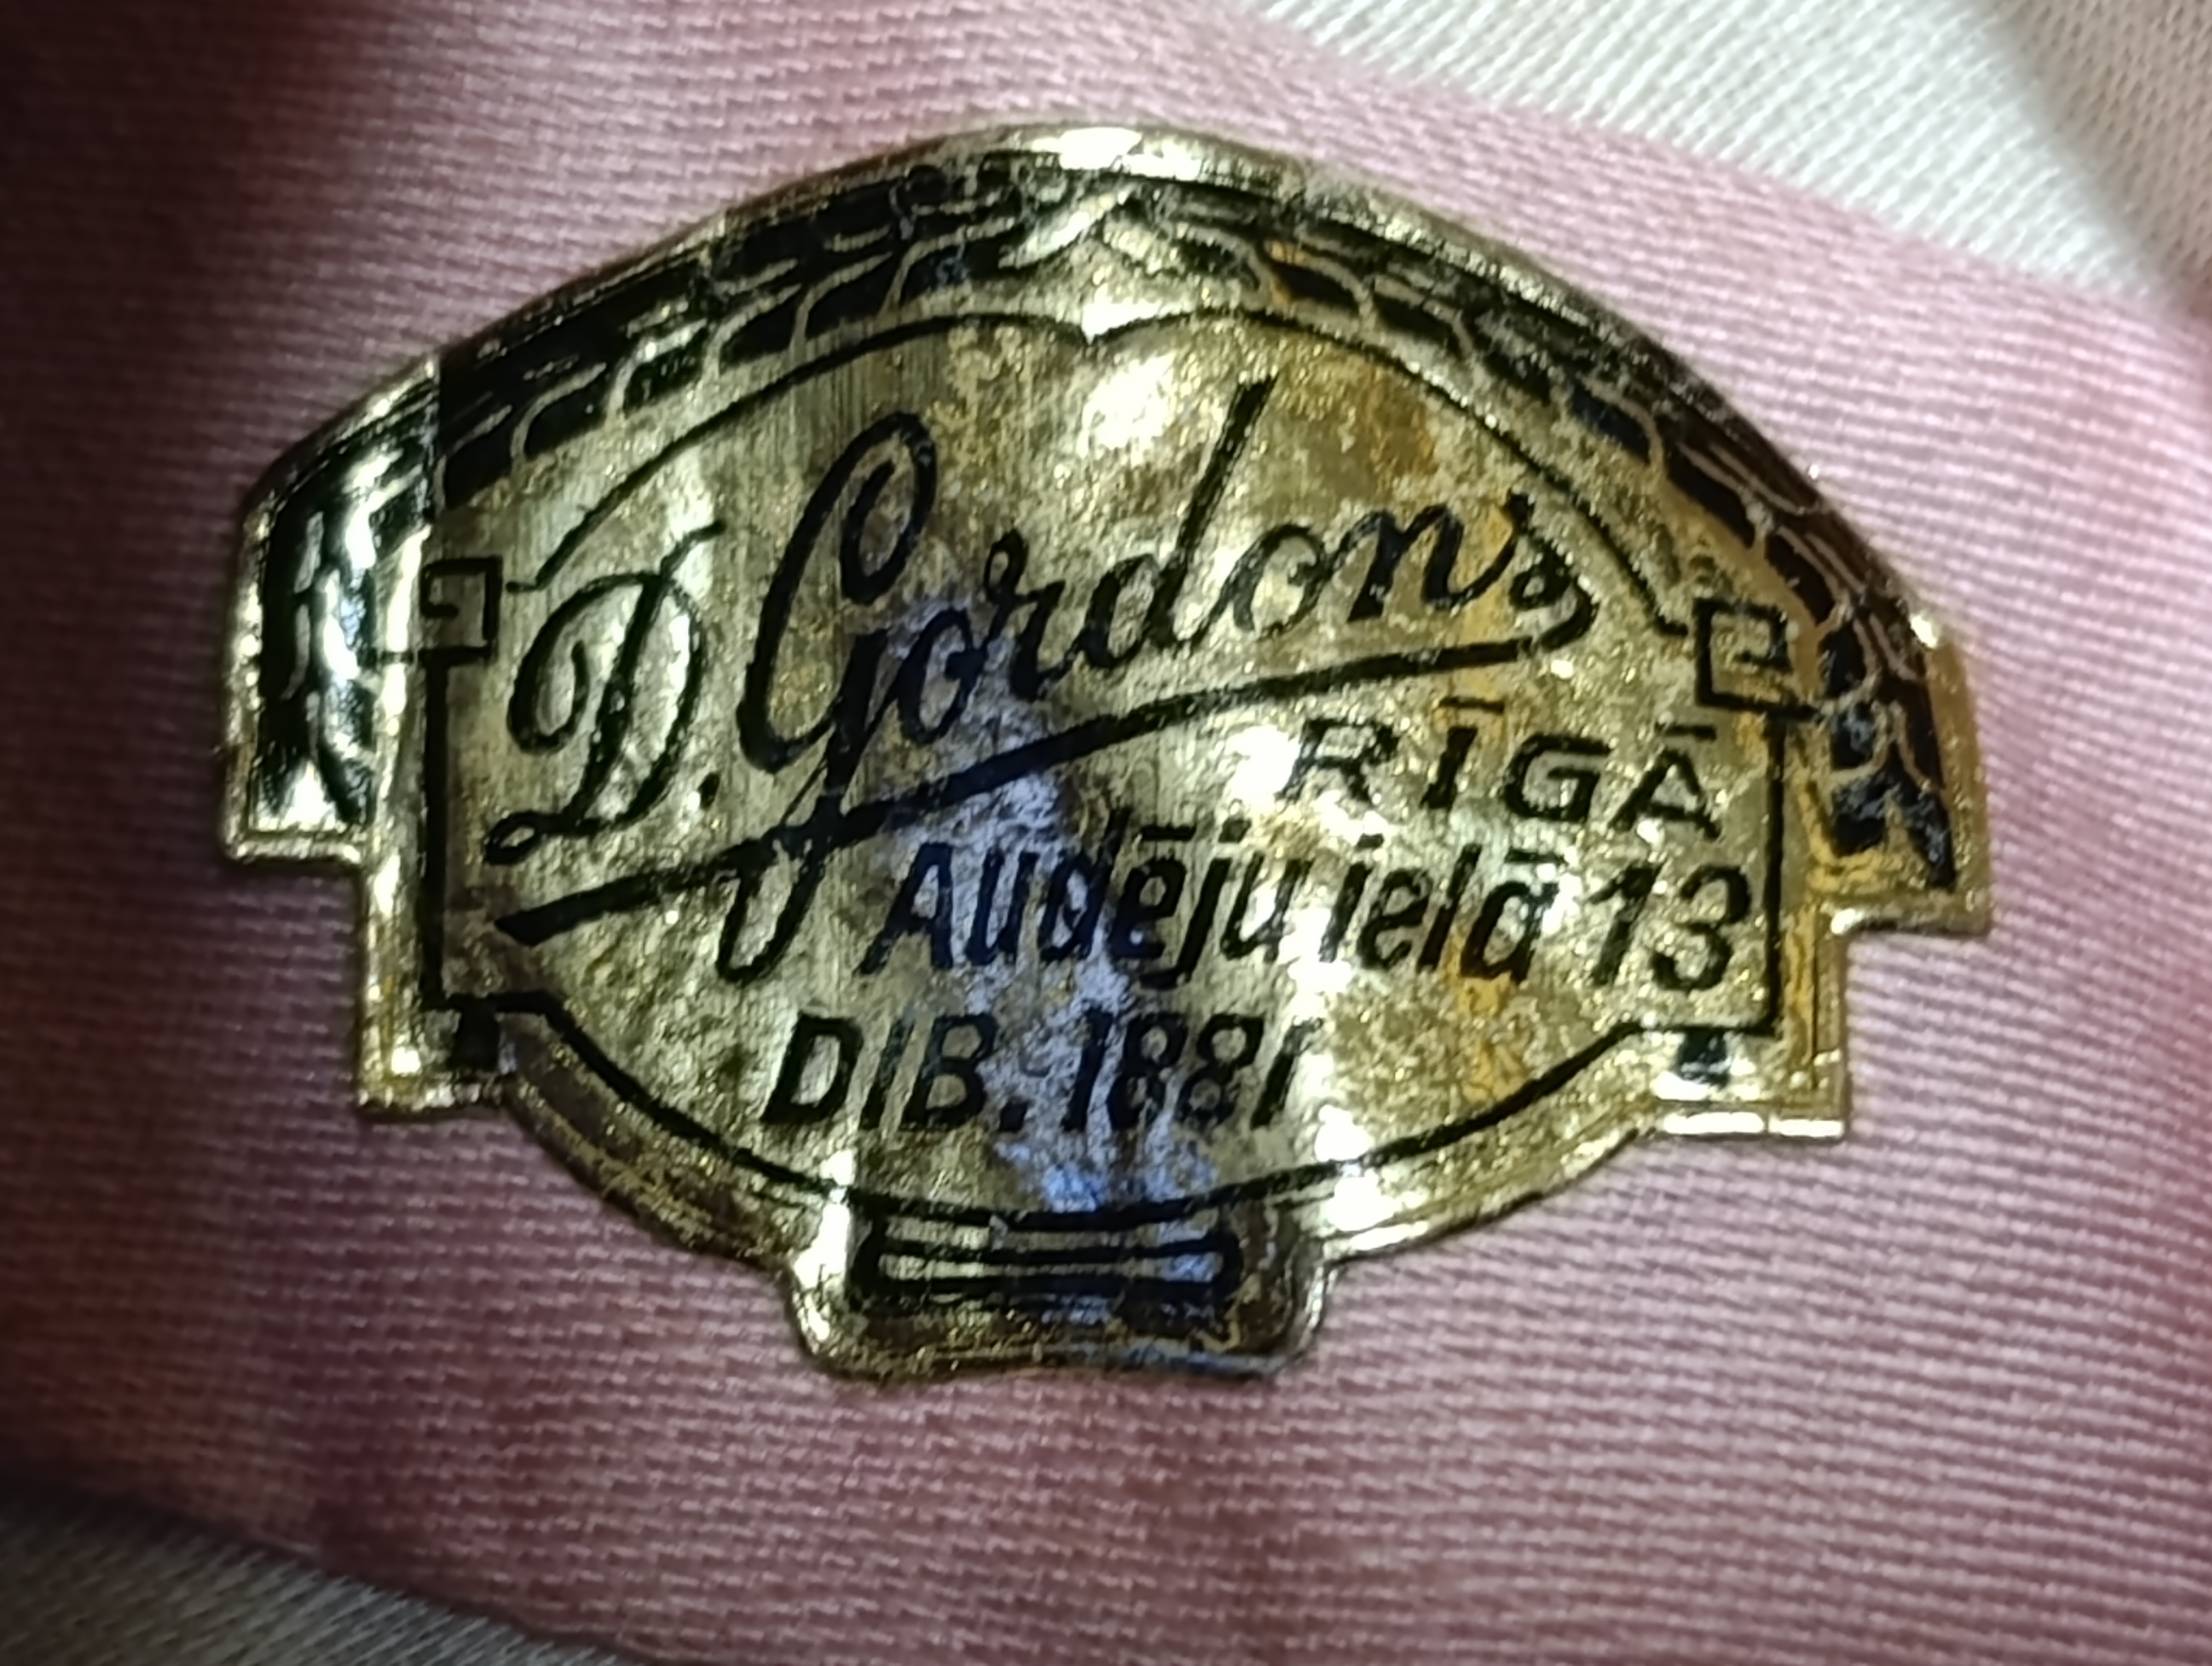 D. Gordons
RĪGĀ
Audēju ielā 13
DIB. 1881